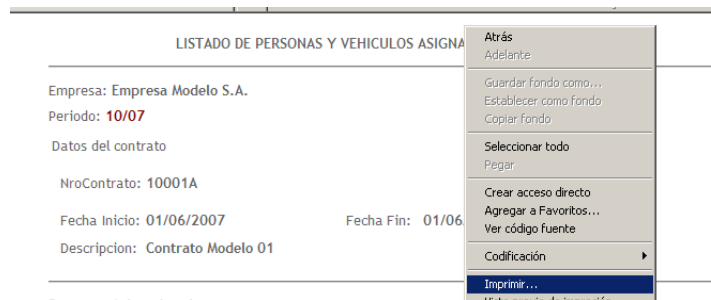 LISTADO DE PERSONAS Y VEHICULOS ASIGNA
Empresa: Empresa Modelo S.A.
Periodo: 10/07
Datos del contrato
NroContrato: 10001A
Fecha Inicio: 01/06/2007 Fecha Fin: 01/06
Descripcion: Contrato Modelo 01
Atrás
Adelante
Guardar fondo como...
Establecer como fondo
Copiar fondo
Seleccionar todo
Pegar
Crear acceso directo
Agregar a Favoritos...
Ver código fuente
Codificación
Imprimir...